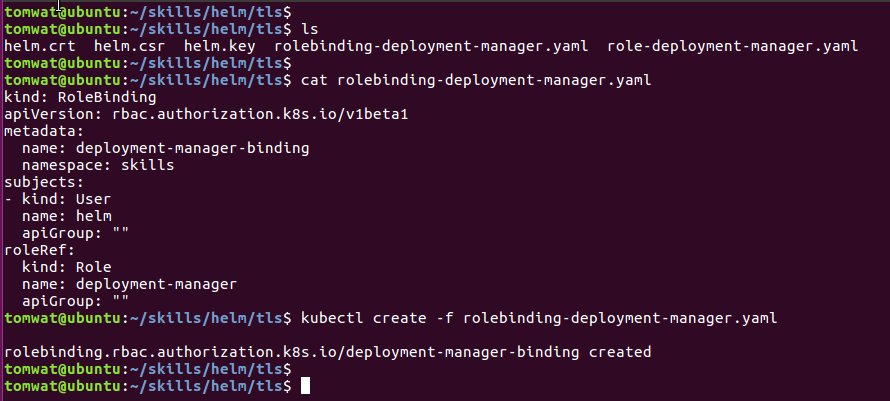 tomwat@ubuntu:~/skills/helm/tls$
tomwat@ubuntu:~/skills/helm/tls$ ls
helm.crt  helm.csr  helm.key  rolebinding-deployment-manager.yaml  role-deployment-manager.yaml
tomwat@ubuntu:~/skills/helm/tls$
tomwat@ubuntu:~/skills/helm/tls$ cat rolebinding-deployment-manager.yaml
kind: RoleBinding
apiVersion: rbac.authorization.k8s.io/v1beta1
metadata:
  name: deployment-manager-binding
  namespace: skills
subjects:
- kind: User
  name: helm
  apiGroup: ""
roleRef:
  kind: Role
  name: deployment-manager
  apiGroup: ""
tomwat@ubuntu:~/skills/helm/tls$ kubectl create -f rolebinding-deployment-manager.yaml

rolebinding.rbac.authorization.k8s.io/deployment-manager-binding created
tomwat@ubuntu:~/skills/helm/tls$
tomwat@ubuntu:~/skills/helm/tls$